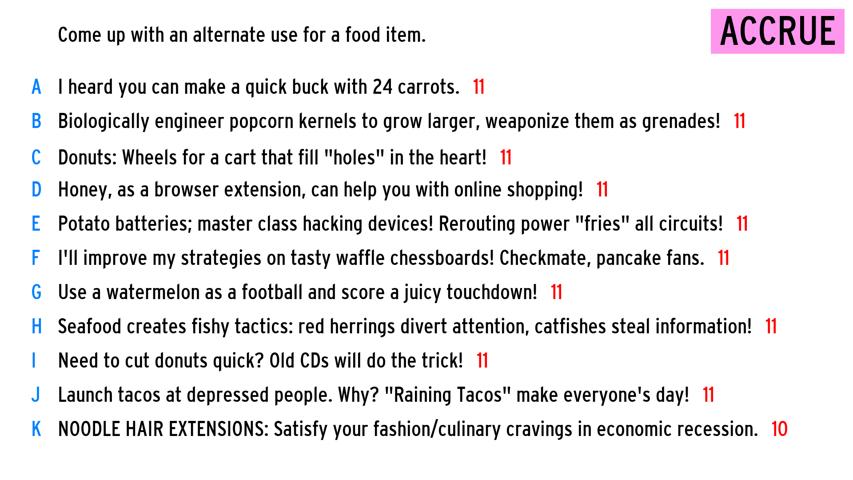 Come up with an alternate use for a food item.
ACCRUE
A I heard you can make a quick buck with 24 carrots. 11
B Biologically engineer popcorn kernels to grow larger, weaponize them as grenades! 11
C Donuts: Wheels for a cart that fill "holes" in the heart! 11
D Honey, as a browser extension, can help you with online shopping! 11
E Potato batteries; master class hacking devices! Rerouting power "fries" all circuits! 11
F I'll improve my strategies on tasty waffle chessboards! Checkmate, pancake fans. 11
G Use a watermelon as a football and score a juicy touchdown! 11
H Seafood creates fishy tactics: red herrings divert attention, catfishes steal information! 11
I Need to cut donuts quick? Old CDs will do the trick! 11
J Launch tacos at depressed people. Why? "Raining Tacos" make everyone's day! 11
K NOODLE HAIR EXTENSIONS: Satisfy your fashion/culinary cravings in economic recession. 10